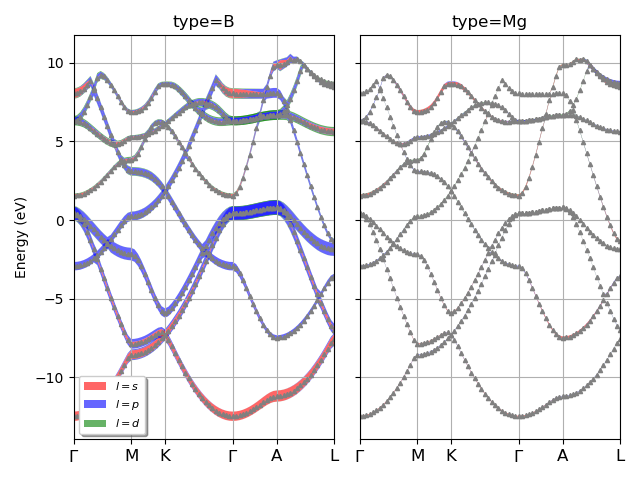 type=B
type=Mg
10
5
0
−5
−10
Energy (eV)
l = s
l = p
l = d
Γ M K Γ A L
Γ M K Γ A L